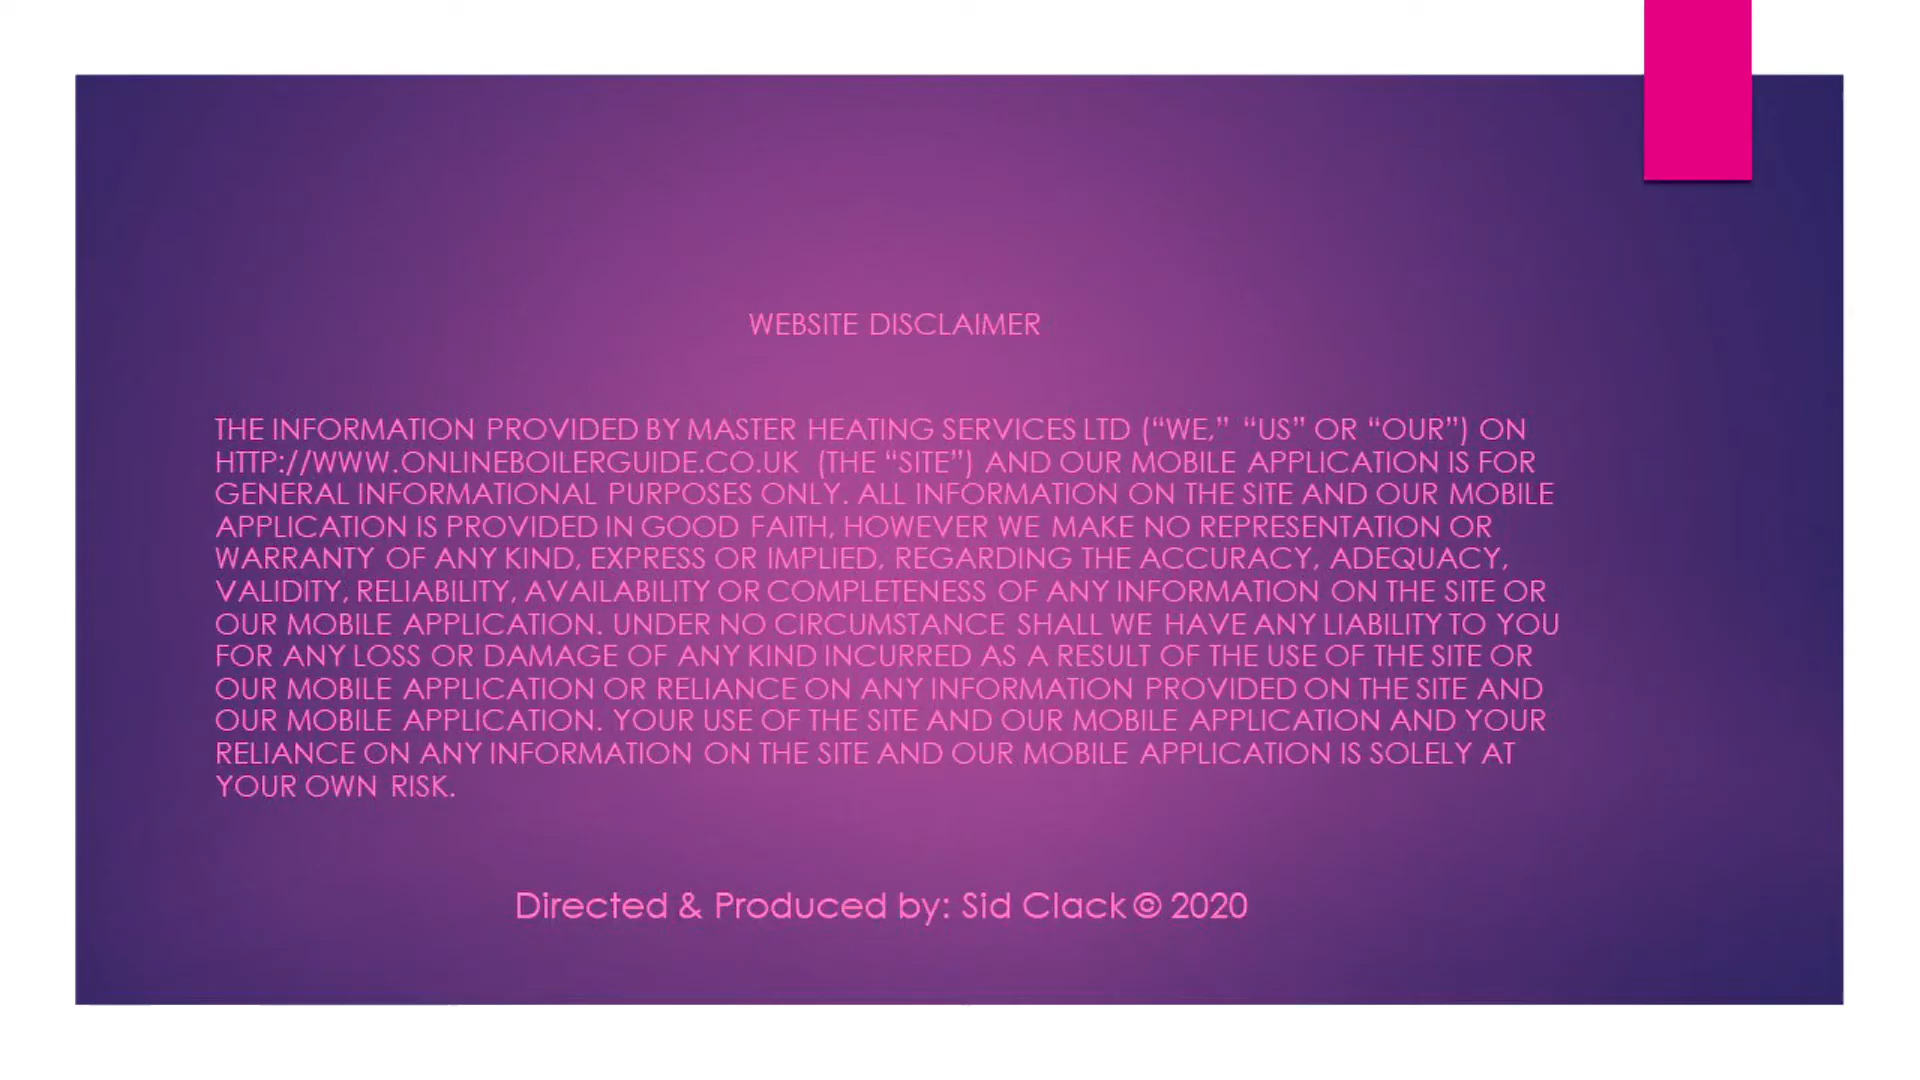 WEBSITE DISCLAIMER
THE INFORMATION PROVIDED BY MASTER HEATING SERVICES LTD (“WE,” “US” OR “OUR”) ON
HTTP://WWW.ONLINEBOILERGUIDE.CO.UK (THE “SITE”) AND OUR MOBILE APPLICATION IS FOR
GENERAL INFORMATIONAL PURPOSES ONLY. ALL INFORMATION ON THE SITE AND OUR MOBILE
APPLICATION IS PROVIDED IN GOOD FAITH, HOWEVER WE MAKE NO REPRESENTATION OR
WARRANTY OF ANY KIND, EXPRESS OR IMPLIED, REGARDING THE ACCURACY, ADEQUACY,
VALIDITY, RELIABILITY, AVAILABILITY OR COMPLETENESS OF ANY INFORMATION ON THE SITE OR
OUR MOBILE APPLICATION. UNDER NO CIRCUMSTANCE SHALL WE HAVE ANY LIABILITY TO YOU
FOR ANY LOSS OR DAMAGE OF ANY KIND INCURRED AS A RESULT OF THE USE OF THE SITE OR
OUR MOBILE APPLICATION OR RELIANCE ON ANY INFORMATION PROVIDED ON THE SITE AND
OUR MOBILE APPLICATION. YOUR USE OF THE SITE AND OUR MOBILE APPLICATION AND YOUR
RELIANCE ON ANY INFORMATION ON THE SITE AND OUR MOBILE APPLICATION IS SOLELY AT
YOUR OWN RISK.
Directed & Produced by: Sid Clack © 2020